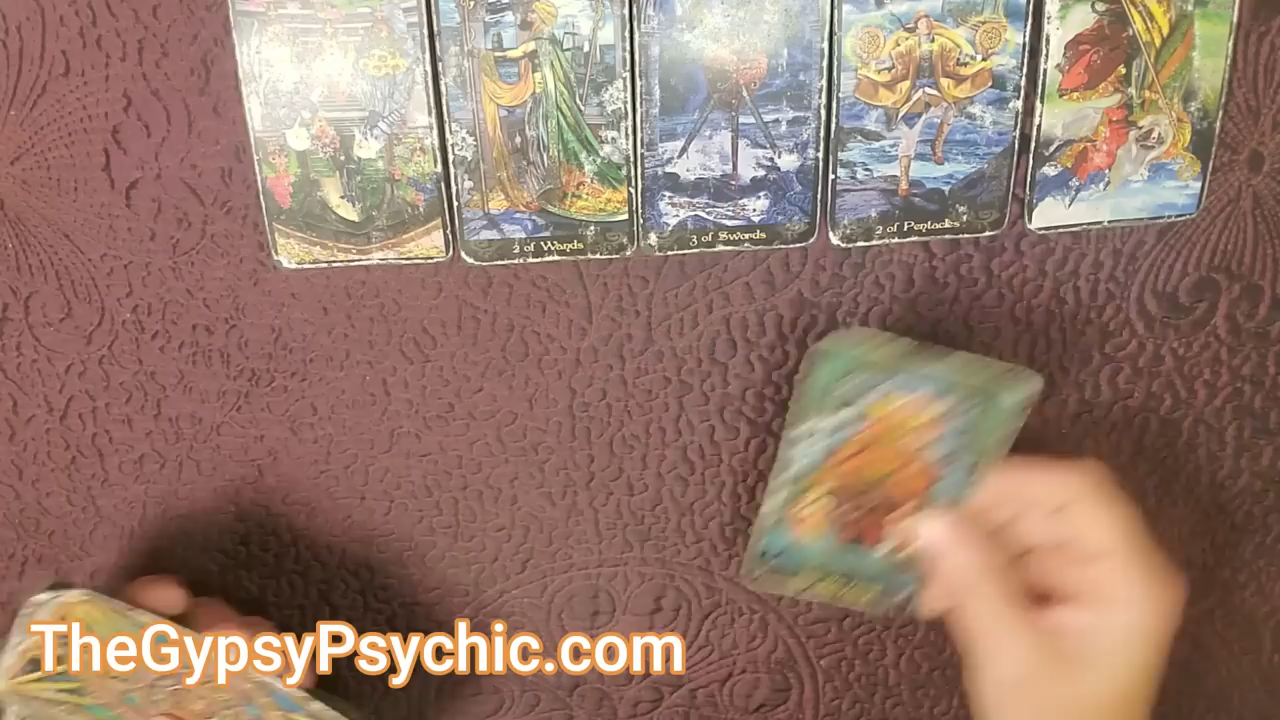 2 of Wands
3 of Swords
2 of Pentacles
TheGypsyPsychic.com